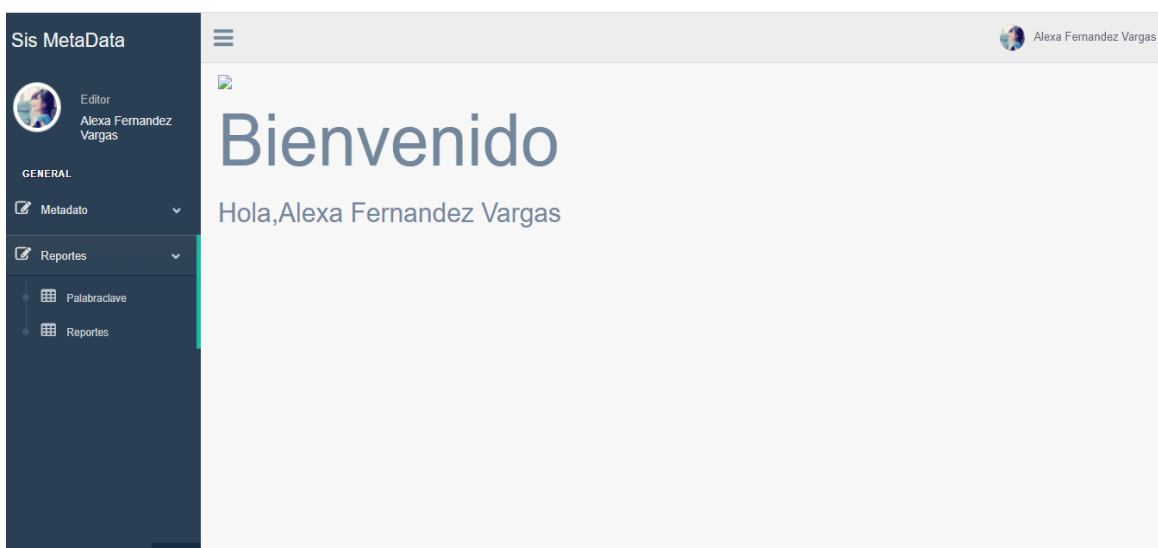 Sis MetaData
Alexa Fernandez Vargas
Editor
Alexa Fernandez
Vargas
GENERAL
Metadato
Reportes
Palabraclave
Reportes
Bienvenido
Hola,Alexa Fernandez Vargas